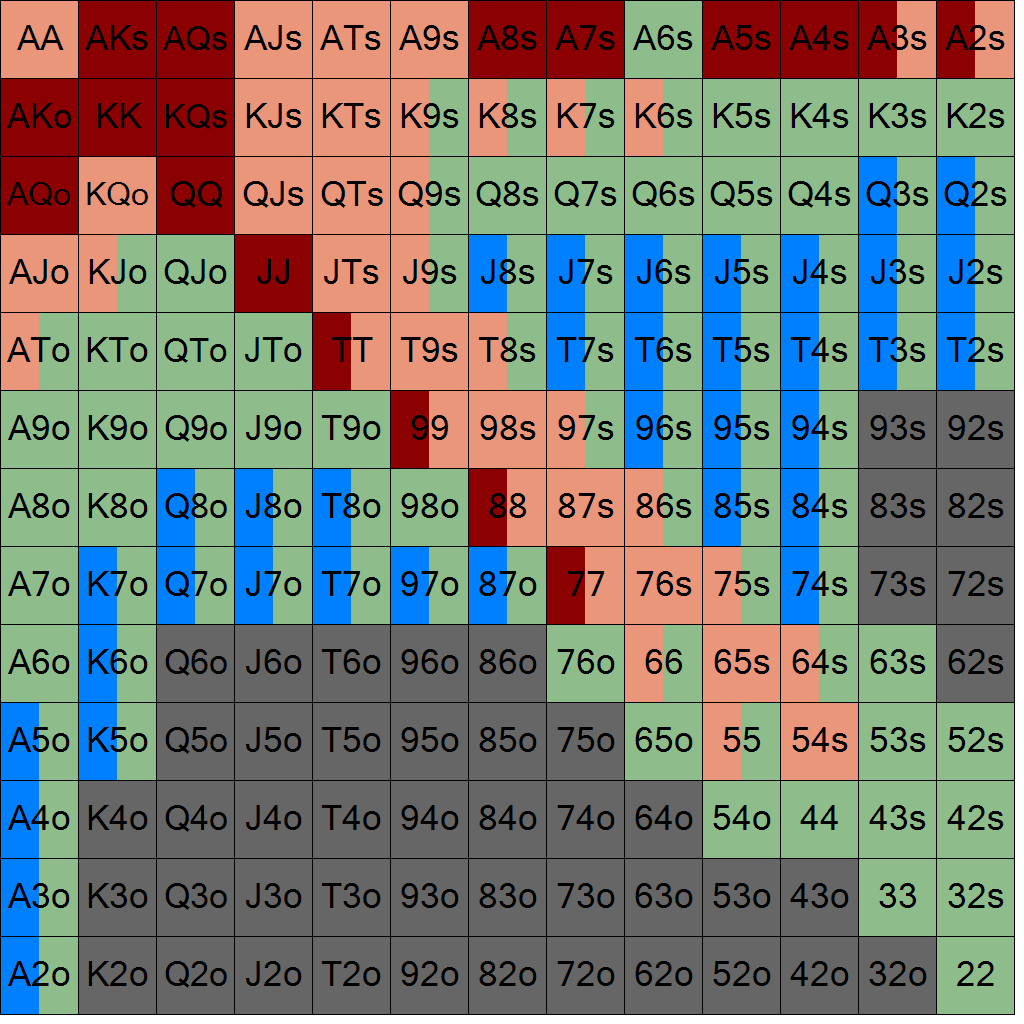 AA AKs AQs AJs ATs A9s A8s A7s A6s A5s A4s A3s A2s
AKo KK KQs KJs KTs K9s K8s K7s K6s K5s K4s K3s K2s
AQo KQo QQ QJs QTs Q9s Q8s Q7s Q6s Q5s Q4s Q3s Q2s
AJo KJo QJo JJ JTs J9s J8s J7s J6s J5s J4s J3s J2s
ATo KTo QTo JTo TT T9s T8s T7s T6s T5s T4s T3s T2s
A9o K9o Q9o J9o T9o 99 98s 97s 96s 95s 94s 93s 92s
A8o K8o Q8o J8o T8o 98o 88 87s 86s 85s 84s 83s 82s
A7o K7o Q7o J7o T7o 97o 87o 77 76s 75s 74s 73s 72s
A6o K6o Q6o J6o T6o 96o 86o 76o 66 65s 64s 63s 62s
A5o K5o Q5o J5o T5o 95o 85o 75o 65o 55 54s 53s 52s
A4o K4o Q4o J4o T4o 94o 84o 74o 64o 54o 44 43s 42s
A3o K3o Q3o J3o T3o 93o 83o 73o 63o 53o 43o 33 32s
A2o K2o Q2o J2o T2o 92o 82o 72o 62o 52o 42o 32o 22